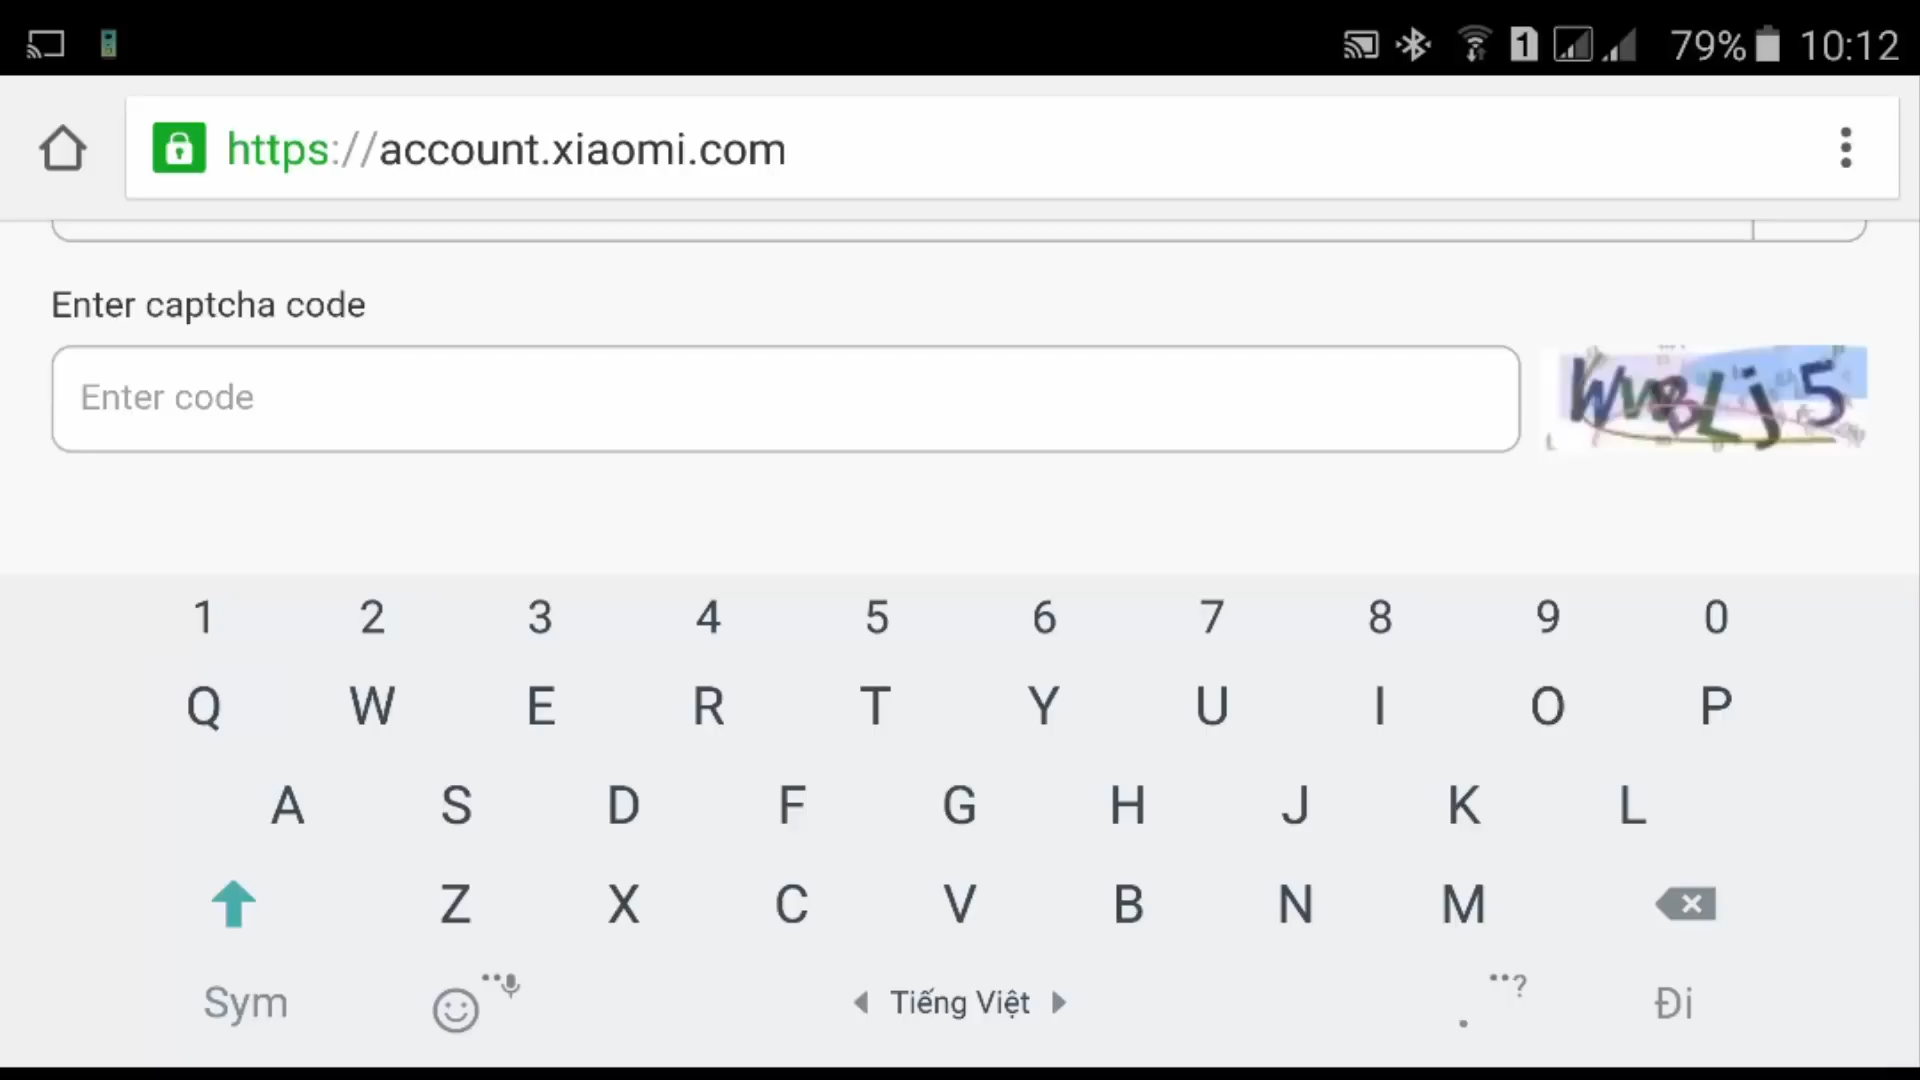 79% 10:12
https://account.xiaomi.com
Enter captcha code
Enter code
1 2 3 4 5 6 7 8 9 0
Q W E R T Y U I O P
A S D F G H J K L
Z X C V B N M
Sym Tiếng Việt . ? Đi